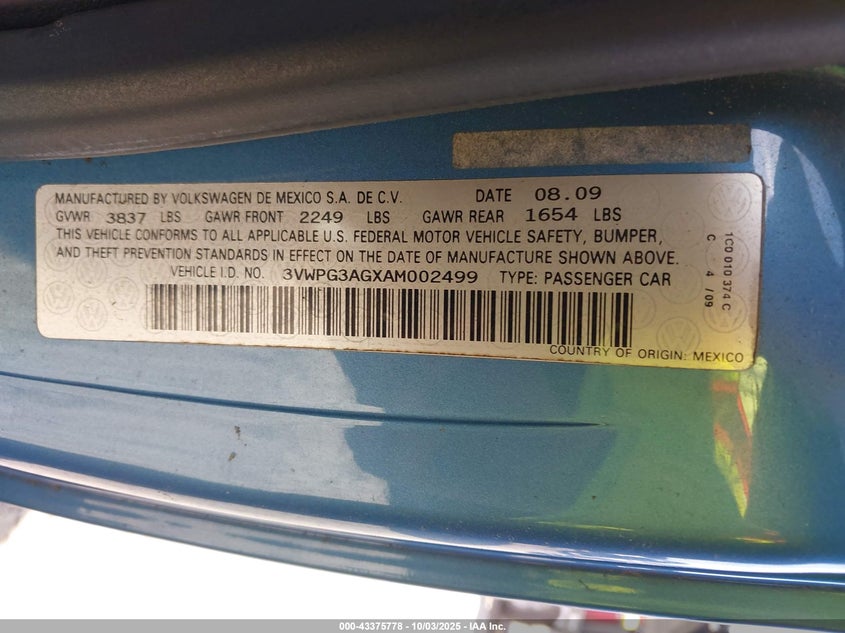 MANUFACTURED BY VOLKSWAGEN DE MEXICO S.A. DE C.V. DATE 08.09
GVWR 3837 LBS GAWR FRONT 2249 LBS GAWR REAR 1654 LBS
THIS VEHICLE CONFORMS TO ALL APPLICABLE U.S. FEDERAL MOTOR VEHICLE SAFETY, BUMPER,
AND THEFT PREVENTION STANDARDS IN EFFECT ON THE DATE OF MANUFACTURE SHOWN ABOVE.
VEHICLE I.D. NO. 3VWPG3AGXAM002499 TYPE: PASSENGER CAR
COUNTRY OF ORIGIN: MEXICO
1C0 010 374 C
C - 4 / 09
000-43375778 - 10/03/2025 - IAA Inc.